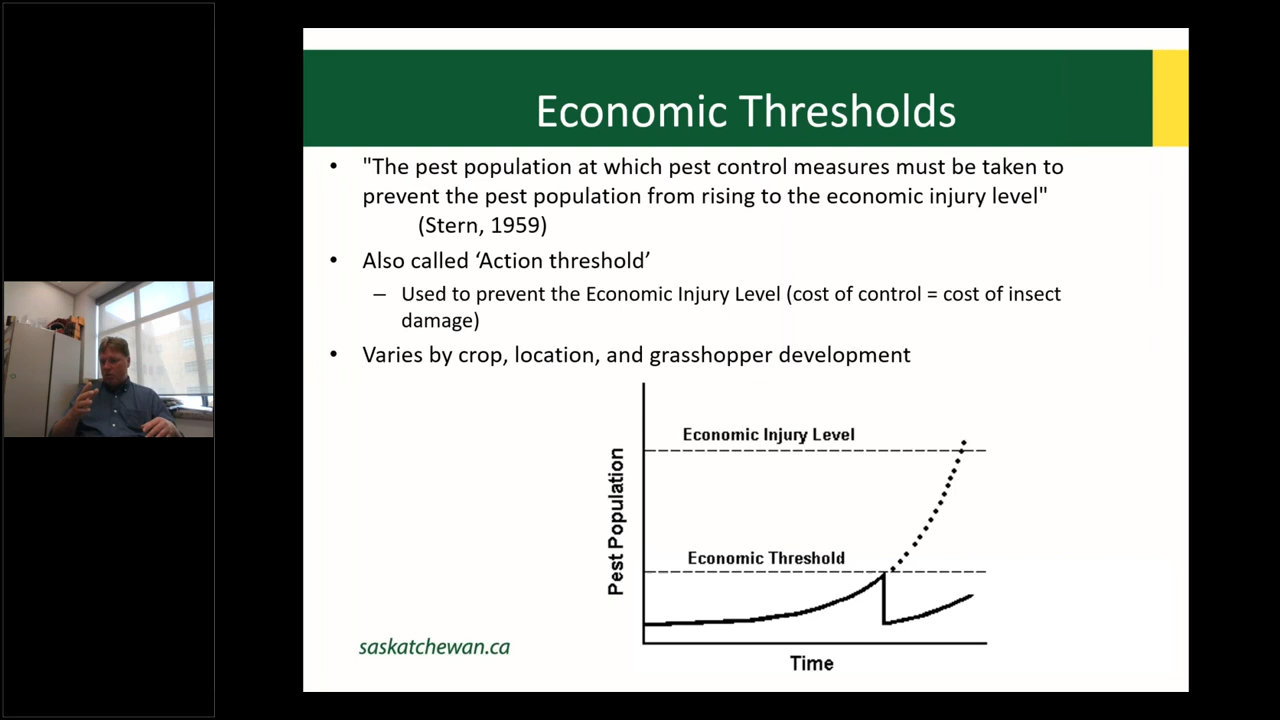 Economic Thresholds
• "The pest population at which pest control measures must be taken to
prevent the pest population from rising to the economic injury level"
(Stern, 1959)
• Also called ‘Action threshold’
– Used to prevent the Economic Injury Level (cost of control = cost of insect
damage)
• Varies by crop, location, and grasshopper development
Economic Injury Level
Pest Population
Economic Threshold
Time
saskatchewan.ca